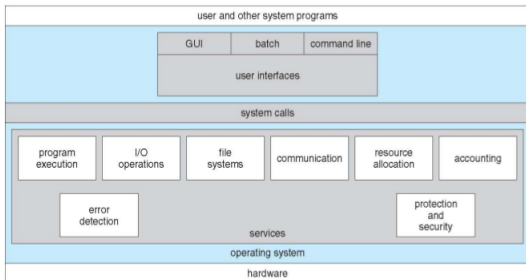 user and other system programs
GUI batch command line
user interfaces
system calls
program execution
I/O operations
file systems
communication
resource allocation
accounting
error detection
protection and security
services
operating system
hardware